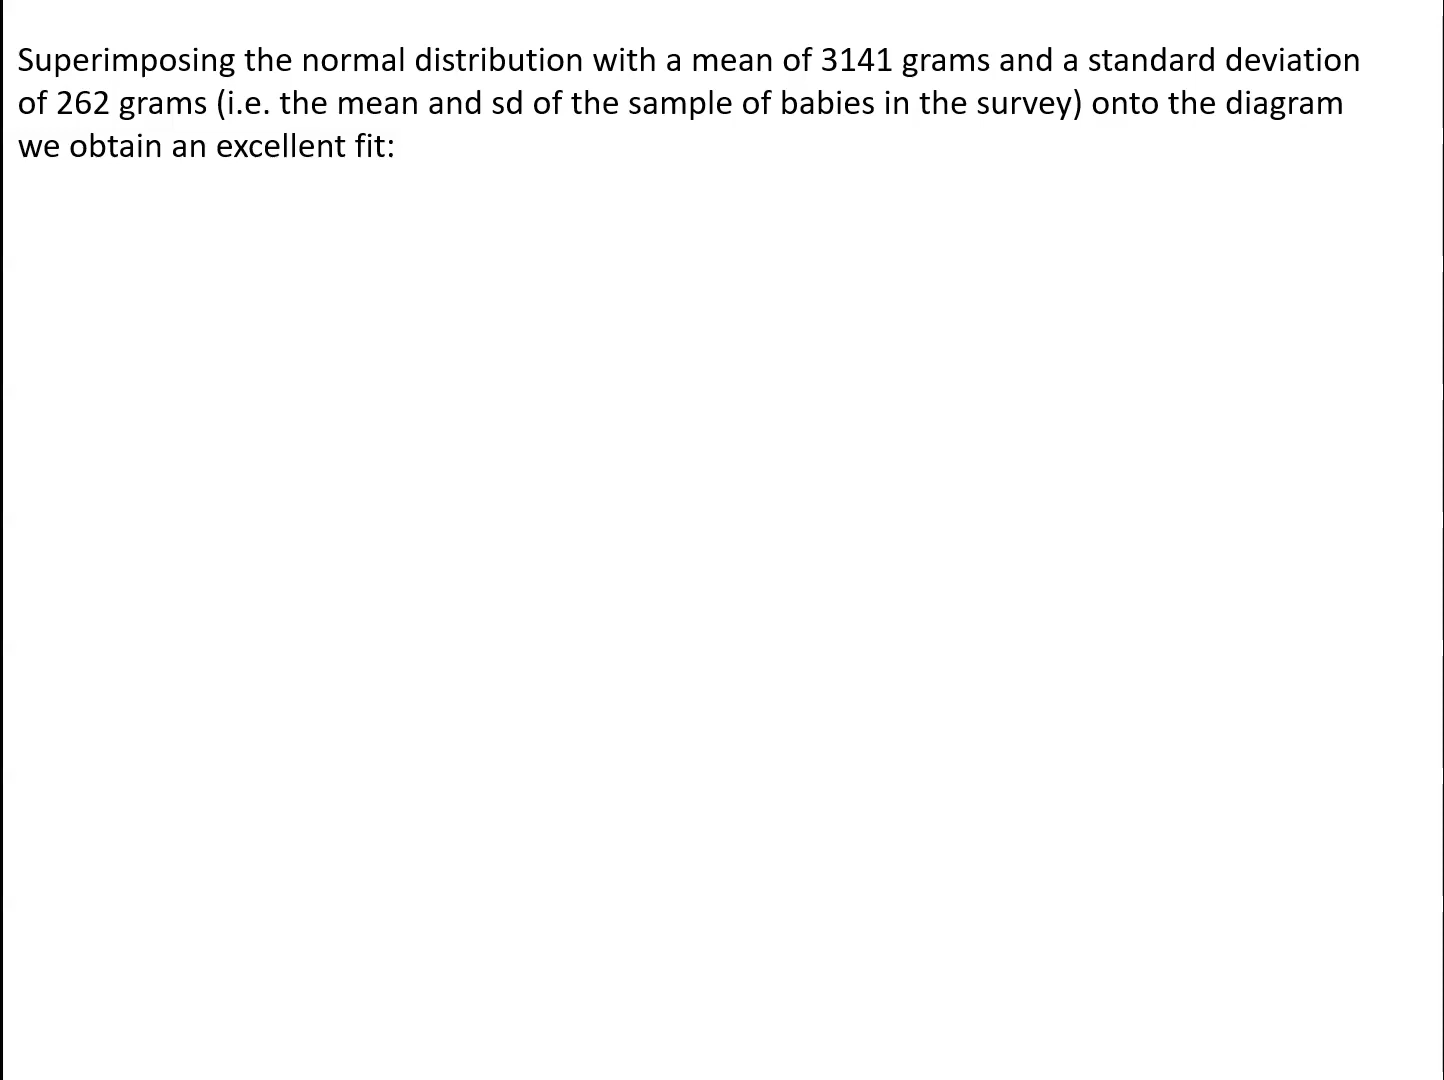 Superimposing the normal distribution with a mean of 3141 grams and a standard deviation
of 262 grams (i.e. the mean and sd of the sample of babies in the survey) onto the diagram
we obtain an excellent fit: